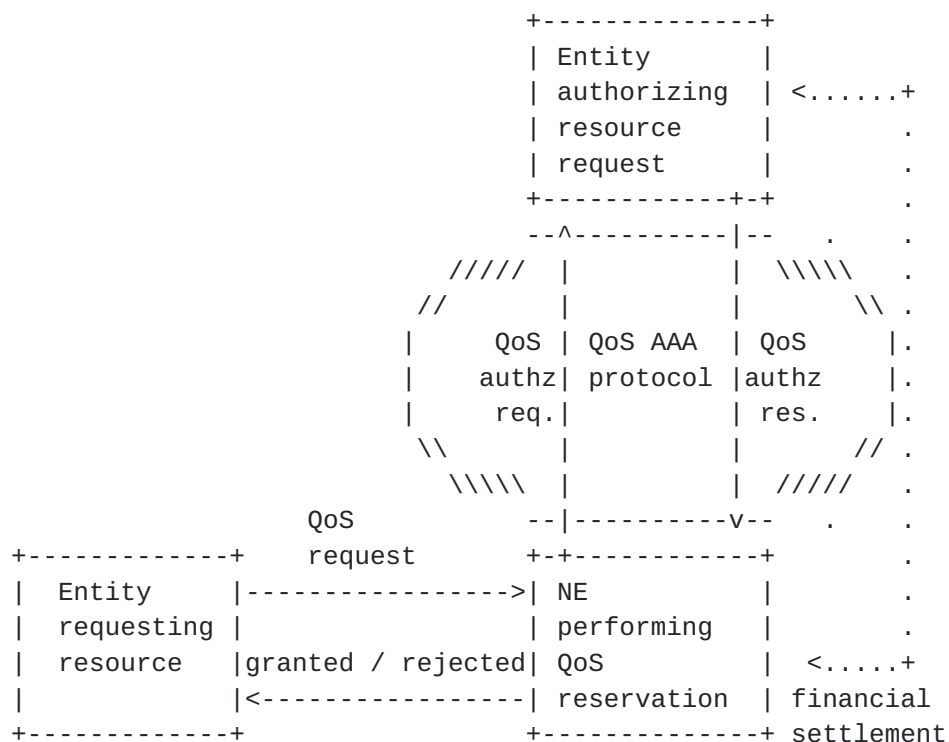 +--------------+
                                 | Entity       |
                                 | authorizing  | <......+
                                 | resource     |        .
                                 | request      |        .
                                 +------------+-+        .
                                 --^----------|--   .    .
                            /////  |          |  \\\\\   .
                          //       |          |       \\ .
                         |     QoS | QoS AAA  | QoS     |.
                         |    authz| protocol |authz    |.
                         |     req.|          | res.    |.
                          \\       |          |       // .
                            \\\\\  |          |  /////   .
                   QoS           --|----------v--   .    .
+-------------+    request       +-+------------+        .
|  Entity     |----------------->| NE           |        .
|  requesting |                  | performing   |        .
|  resource   |granted / rejected| QoS          |  <.....+
|             |<-----------------| reservation  | financial
+-------------+                  +--------------+ settlement